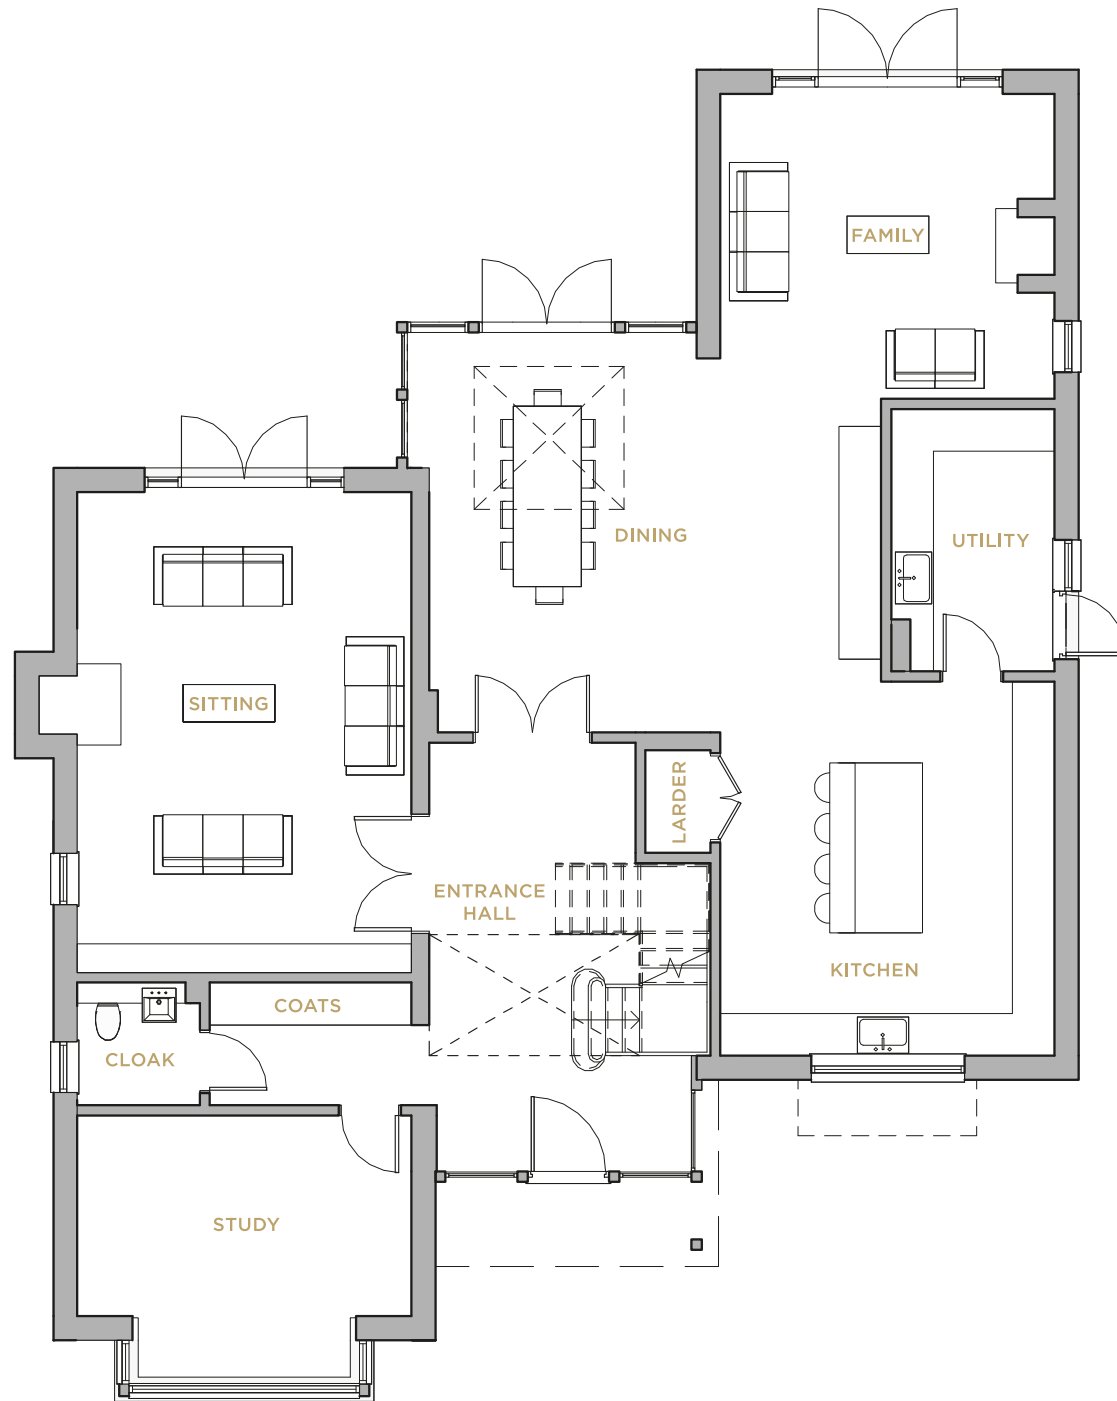 FAMILY
DINING
UTILITY
SITTING
LARDER
ENTRANCE
HALL
KITCHEN
COATS
CLOAK
STUDY